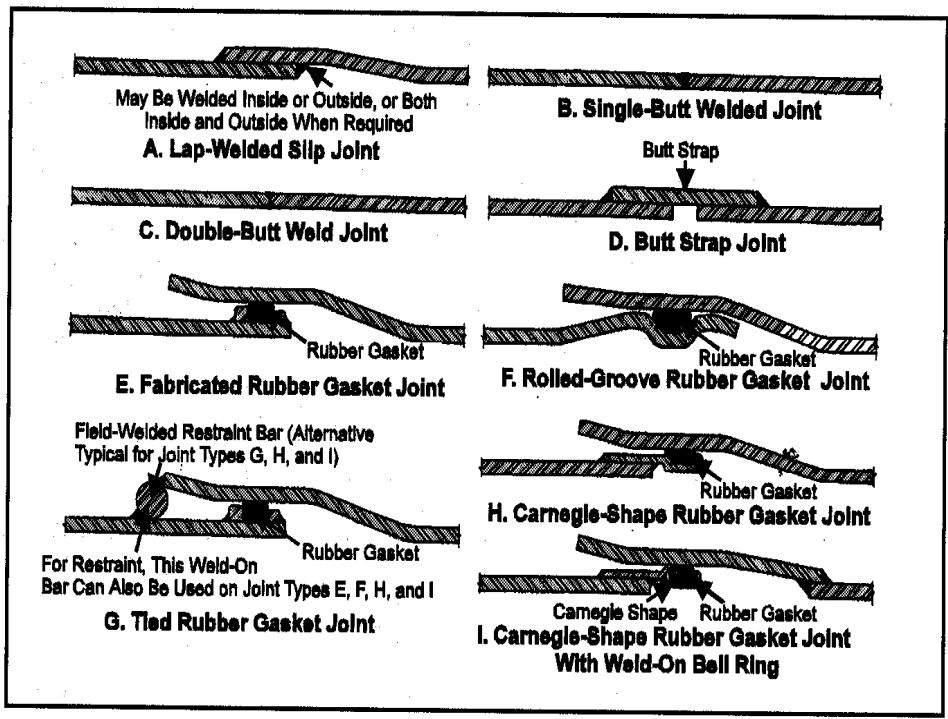 May Be Welded Inside or Outside, or Both
Inside and Outside When Required
A. Lap-Welded Slip Joint
B. Single-Butt Welded Joint
C. Double-Butt Weld Joint
Butt Strap
D. Butt Strap Joint
Rubber Gasket
E. Fabricated Rubber Gasket Joint
Rubber Gasket
F. Rolled-Groove Rubber Gasket Joint
Field-Welded Restraint Bar (Alternative
Typical for Joint Types G, H, and I)
Rubber Gasket
For Restraint, This Weld-On
Bar Can Also Be Used on Joint Types E, F, H, and I
G. Tied Rubber Gasket Joint
Rubber Gasket
H. Carnegie-Shape Rubber Gasket Joint
Carnegie Shape
Rubber Gasket
I. Carnegie-Shape Rubber Gasket Joint
With Weld-On Bell Ring